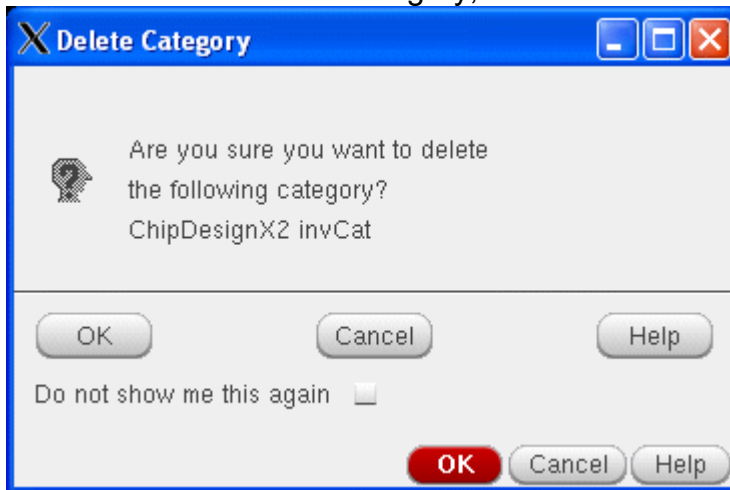 Delete Category
Are you sure you want to delete
the following category?
ChipDesignX2 invCat
OK Cancel Help
Do not show me this again
OK Cancel Help